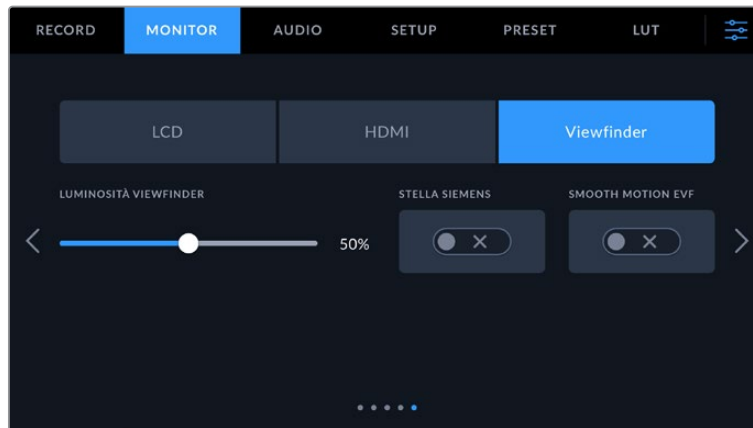 RECORD MONITOR AUDIO SETUP PRESET LUT
LCD HDMI Viewfinder
LUMINOSITÀ VIEWFINDER STELLA SIEMENS SMOOTH MOTION EVF
50%